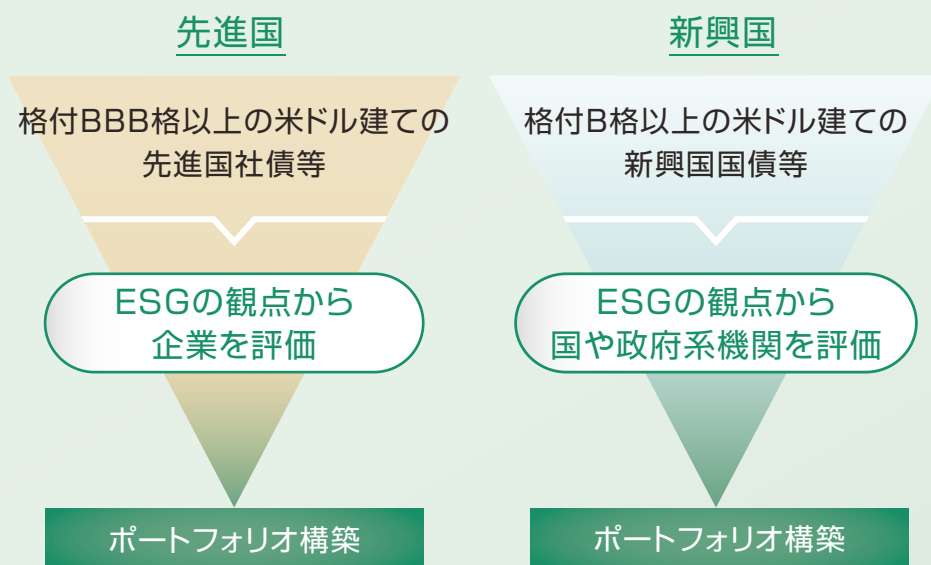 先進国
格付BBB格以上の米ドル建ての
先進国社債等
ESGの観点から
企業を評価
ポートフォリオ構築
新興国
格付B格以上の米ドル建ての
新興国国債等
ESGの観点から
国や政府系機関を評価
ポートフォリオ構築